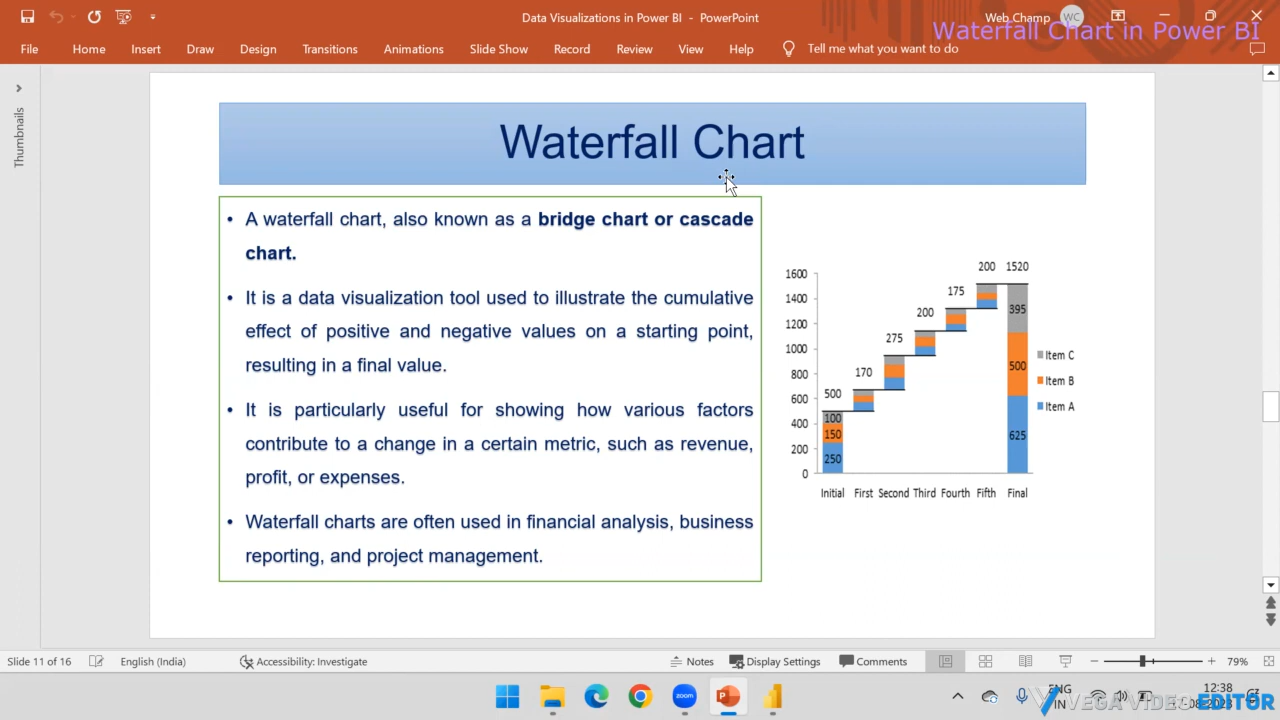 Data Visualizations in Power BI - PowerPoint
Web Champ WC
Waterfall Chart in Power BI
File Home Insert Draw Design Transitions Animations Slide Show Record Review View Help Tell me what you want to do
Thumbnails
Waterfall Chart
• A waterfall chart, also known as a bridge chart or cascade
chart.
• It is a data visualization tool used to illustrate the cumulative
effect of positive and negative values on a starting point,
resulting in a final value.
• It is particularly useful for showing how various factors
contribute to a change in a certain metric, such as revenue,
profit, or expenses.
• Waterfall charts are often used in financial analysis, business
reporting, and project management.
1600
1400
1200
1000
800
600
400
200
0
500
170
275
200
175
200
1520
100
150
250
395
500
625
Initial First Second Third Fourth Fifth Final
Item C
Item B
Item A
Slide 11 of 16 English (India) Accessibility: Investigate Notes Display Settings Comments 79%
zoom
ENG
IN
12:38
-08-2023
VEGA VIDEO EDITOR